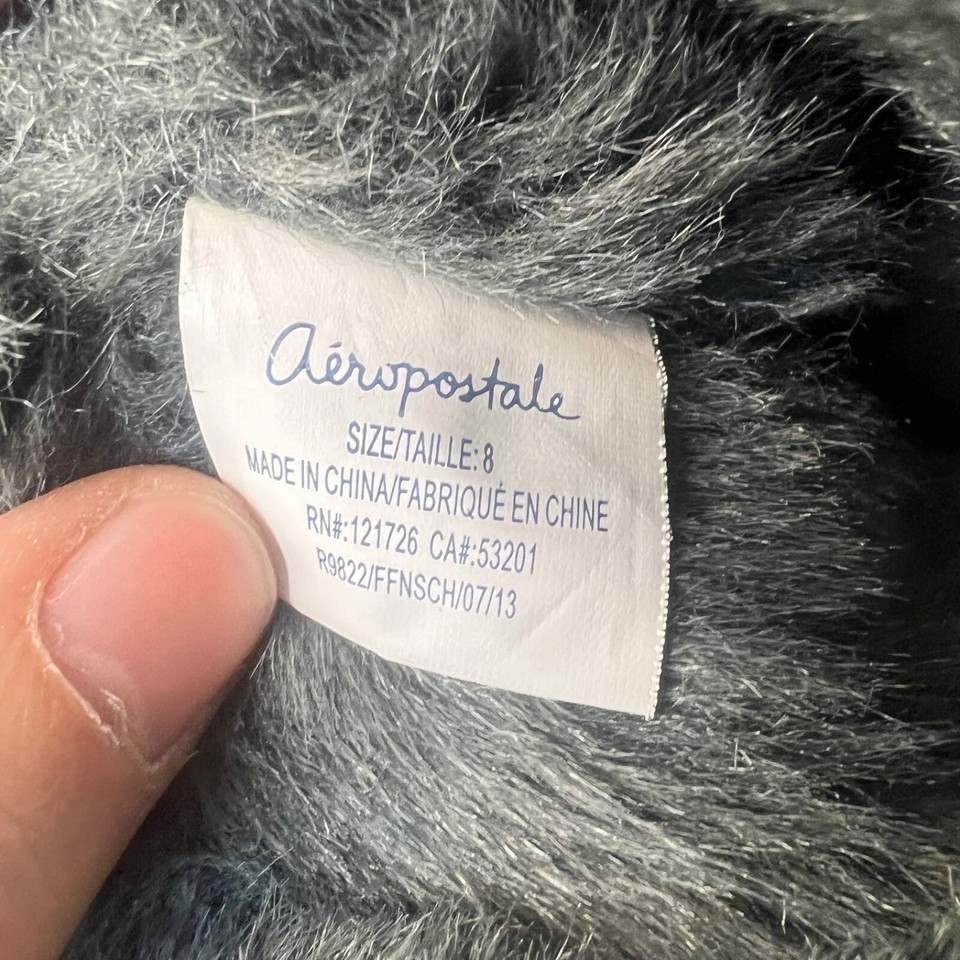 aéropostale
SIZE/TAILLE: 8
MADE IN CHINA/FABRIQUÉ EN CHINE
RN#:121726 CA#:53201
R9822/FFNSCH/07/13